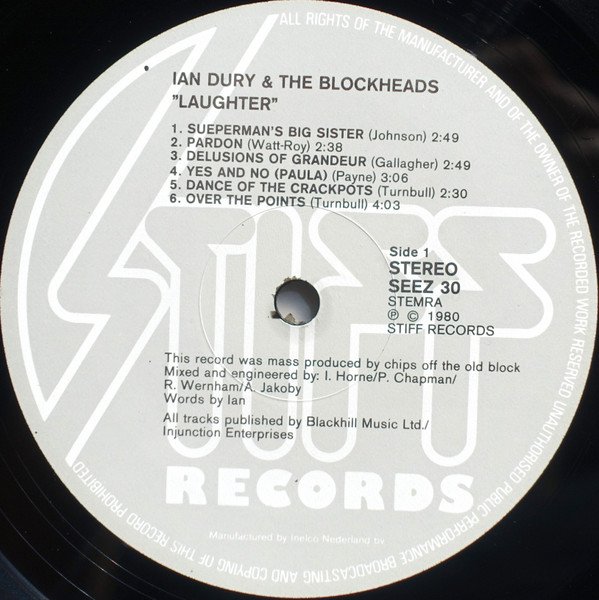 ALL RIGHTS OF THE MANUFACTURER AND OF THE OWNER OF THE RECORDED WORK RESERVED UNAUTHORISED PUBLIC PERFORMANCE BROADCASTING AND COPYING OF THIS RECORD PROHIBITED
IAN DURY & THE BLOCKHEADS
"LAUGHTER"
1. SUEPERMAN'S BIG SISTER (Johnson) 2:49
2. PARDON (Watt-Roy) 2:38
3. DELUSIONS OF GRANDEUR (Gallagher) 2:49
4. YES AND NO (PAULA) (Payne) 3:06
5. DANCE OF THE CRACKPOTS (Turnbull) 2:30
6. OVER THE POINTS (Turnbull) 4:03
STIFF
Side 1
STEREO
SEEZ 30
STEMRA
℗ © 1980
STIFF RECORDS
This record was mass produced by chips off the old block
Mixed and engineered by: I. Horne/P. Chapman/
R. Wernham/A. Jakoby
Words by Ian
All tracks published by Blackhill Music Ltd./
Injunction Enterprises
RECORDS
Manufactured by Inelco Nederland bv